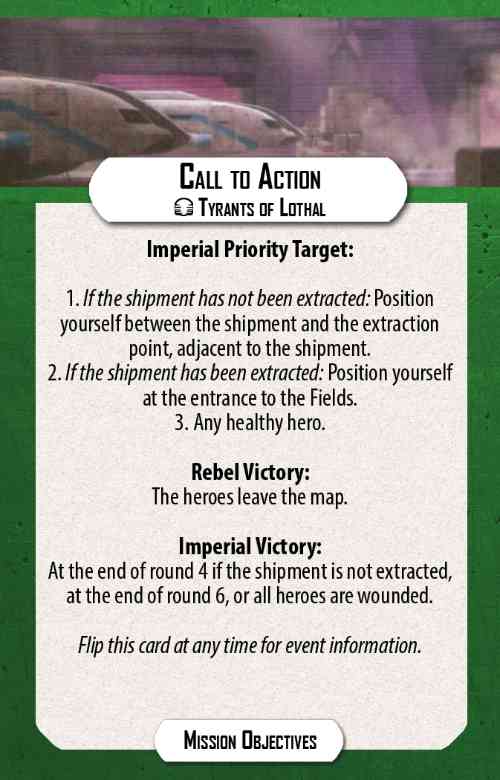 Call to Action
Tyrants of Lothal
Imperial Priority Target:
1. If the shipment has not been extracted: Position
yourself between the shipment and the extraction
point, adjacent to the shipment.
2. If the shipment has been extracted: Position yourself
at the entrance to the Fields.
3. Any healthy hero.
Rebel Victory:
The heroes leave the map.
Imperial Victory:
At the end of round 4 if the shipment is not extracted,
at the end of round 6, or all heroes are wounded.
Flip this card at any time for event information.
Mission Objectives